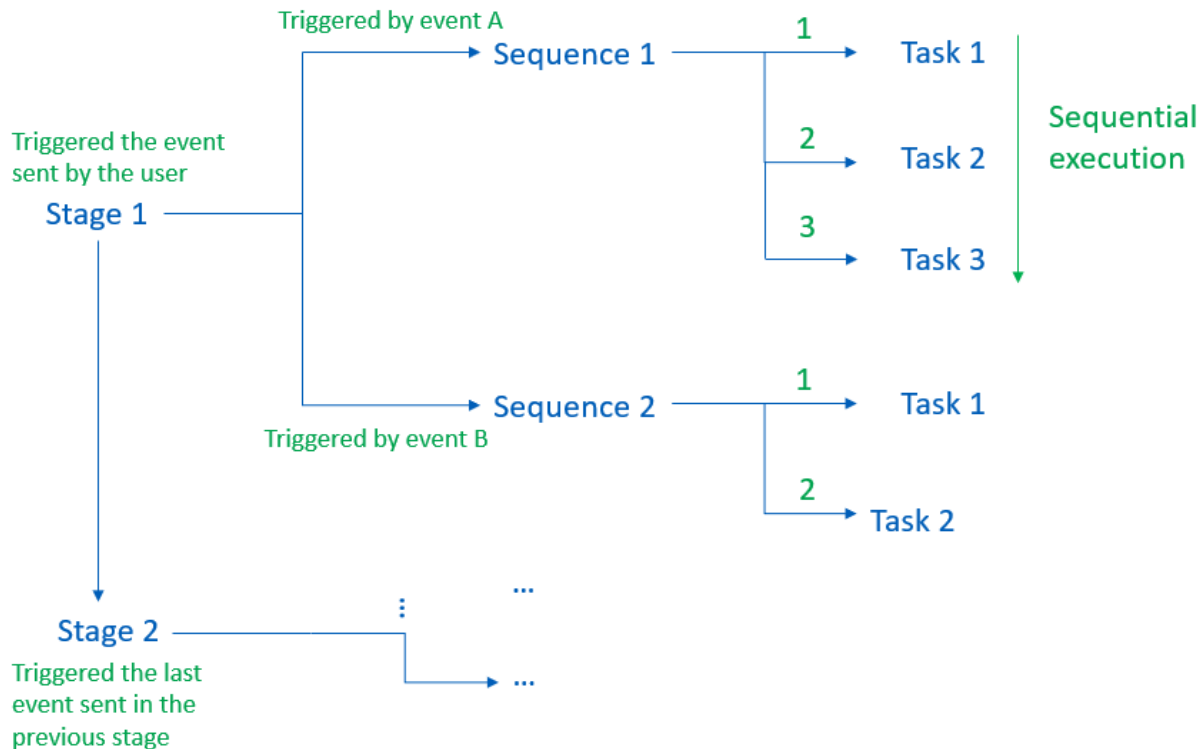 Triggered by event A
Sequence 1
1
Task 1
2
Task 2
3
Task 3
Sequential
execution
Triggered the event
sent by the user
Stage 1
Sequence 2
Triggered by event B
1
Task 1
2
Task 2
Stage 2
⋮
...
...
Triggered the last
event sent in the
previous stage